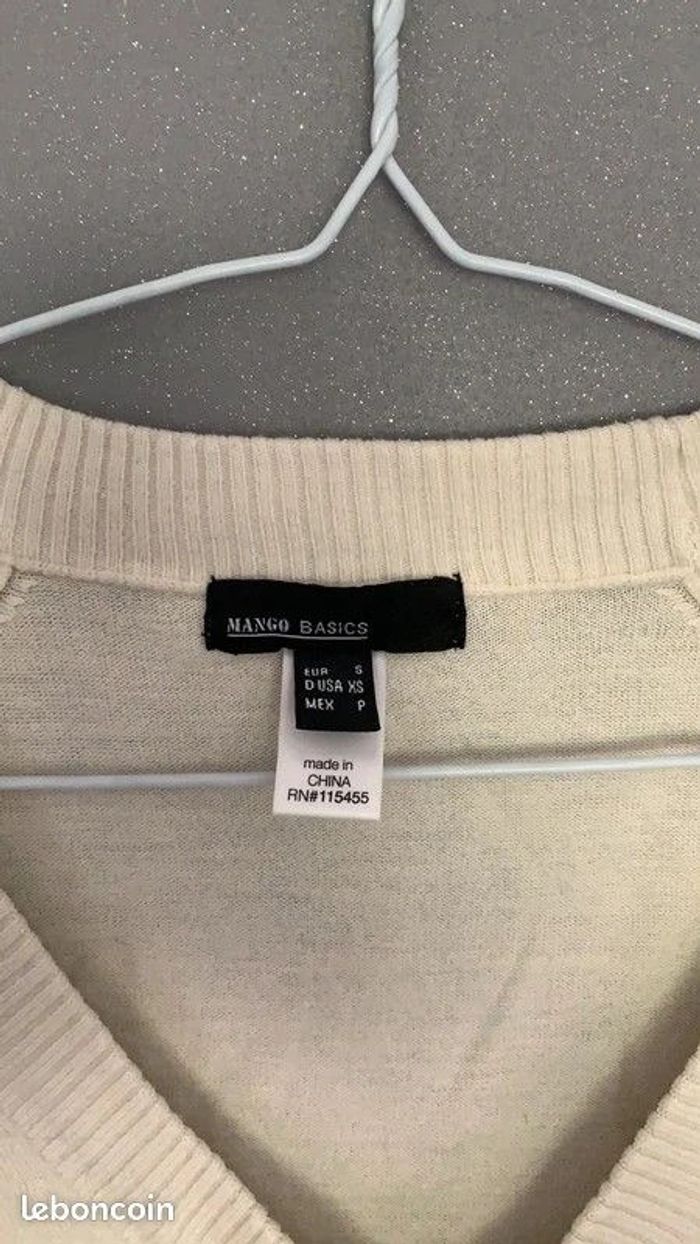 MANGO BASICS
EUR S
D USA XS
MEX P
made in
CHINA
RN#115455
leboncoin